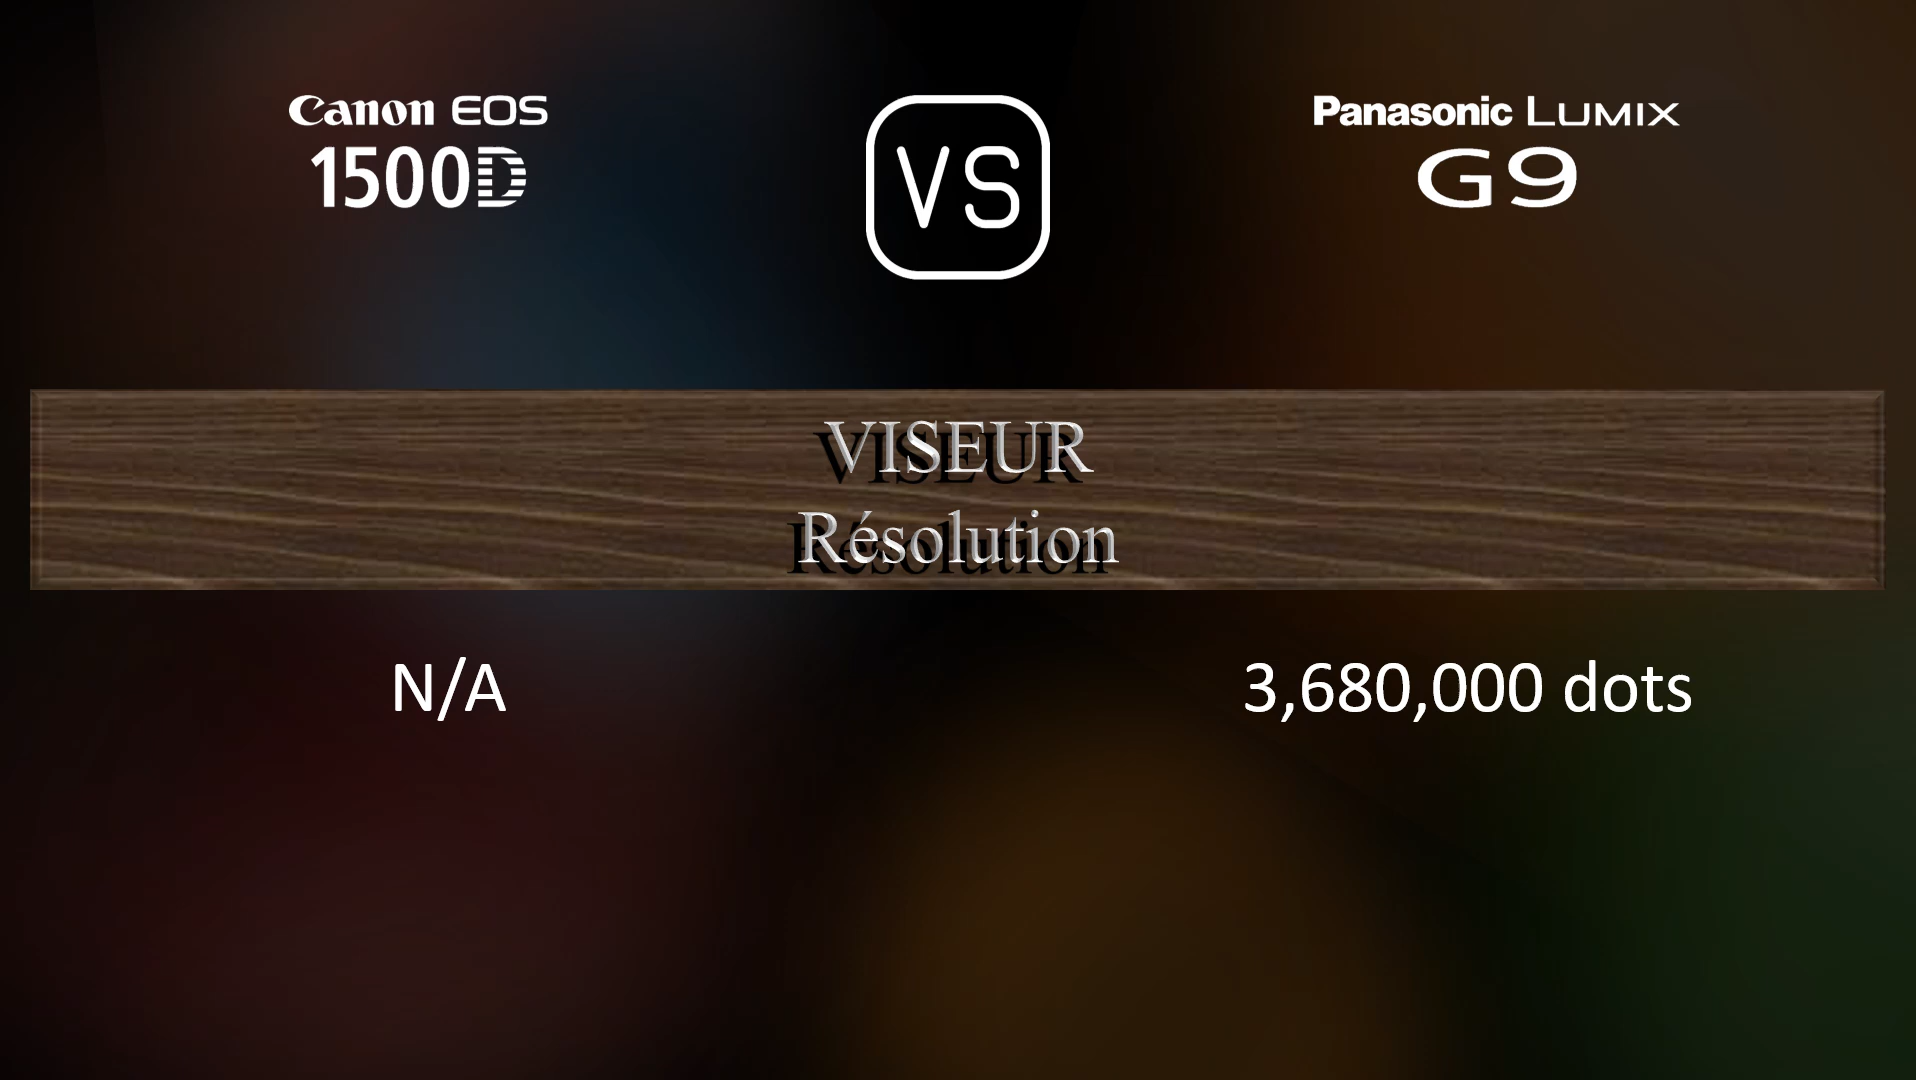 Canon EOS
1500D
VS
Panasonic LUMIX
G9
VISEUR
Résolution
N/A
3,680,000 dots